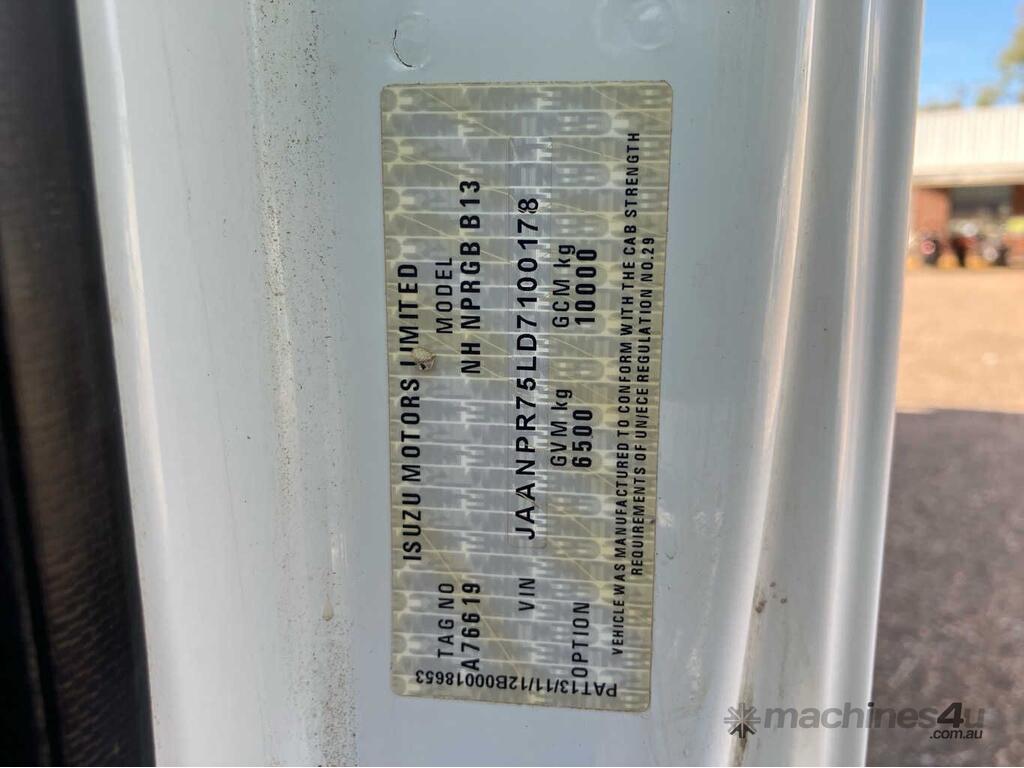 ISUZU MOTORS LIMITED
TAG NO MODEL
A76619 NH NPRGB B13
VIN JAANPR75LD7100178
GVM kg GCM kg
OPTION 6500 10000
VEHICLE WAS MANUFACTURED TO CONFORM WITH THE CAB STRENGTH
REQUIREMENTS OF UN/ECE REGULATION NO.29
PAT13/11/12B00018653
machines4u
.com.au